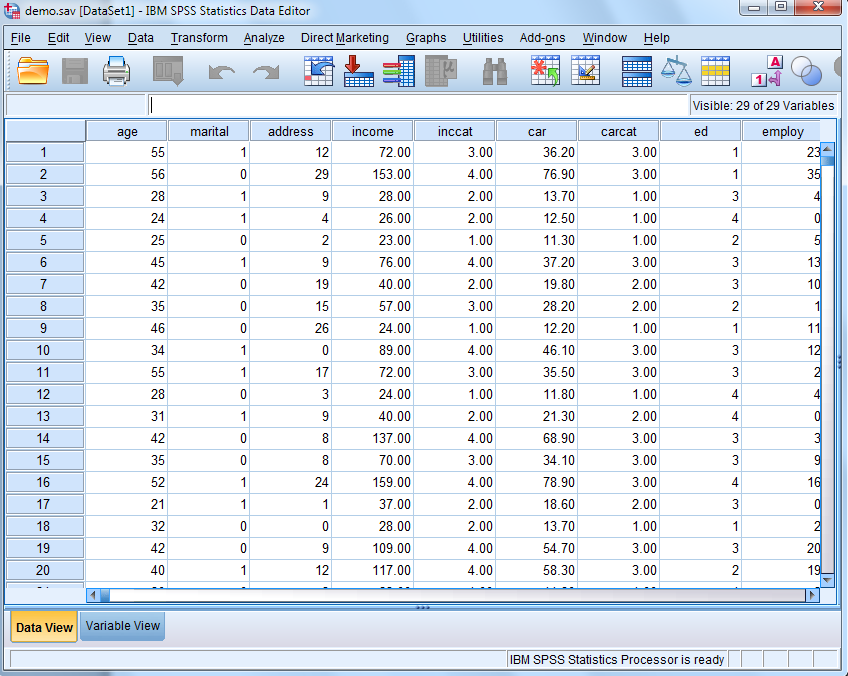 demo.sav [DataSet1] - IBM SPSS Statistics Data Editor
File Edit View Data Transform Analyze Direct Marketing Graphs Utilities Add-ons Window Help
Visible: 29 of 29 Variables
age marital address income inccat car carcat ed employ
1 55 1 12 72.00 3.00 36.20 3.00 1 23
2 56 0 29 153.00 4.00 76.90 3.00 1 35
3 28 1 9 28.00 2.00 13.70 1.00 3 4
4 24 1 4 26.00 2.00 12.50 1.00 4 0
5 25 0 2 23.00 1.00 11.30 1.00 2 5
6 45 1 9 76.00 4.00 37.20 3.00 3 13
7 42 0 19 40.00 2.00 19.80 2.00 3 10
8 35 0 15 57.00 3.00 28.20 2.00 2 1
9 46 0 26 24.00 1.00 12.20 1.00 1 11
10 34 1 0 89.00 4.00 46.10 3.00 3 12
11 55 1 17 72.00 3.00 35.50 3.00 3 2
12 28 0 3 24.00 1.00 11.80 1.00 4 4
13 31 1 9 40.00 2.00 21.30 2.00 4 0
14 42 0 8 137.00 4.00 68.90 3.00 3 3
15 35 0 8 70.00 3.00 34.10 3.00 3 9
16 52 1 24 159.00 4.00 78.90 3.00 4 16
17 21 1 1 37.00 2.00 18.60 2.00 3 0
18 32 0 0 28.00 2.00 13.70 1.00 1 2
19 42 0 9 109.00 4.00 54.70 3.00 3 20
20 40 1 12 117.00 4.00 58.30 3.00 2 19
Data View Variable View
IBM SPSS Statistics Processor is ready